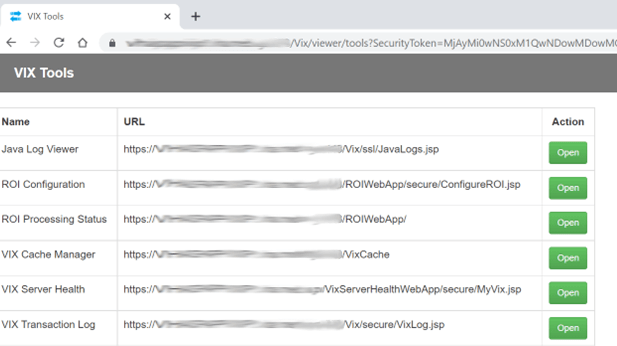 VIX Tools
/Vix/viewer/tools?SecurityToken=MjAyMi0wNS0xM1QwNDowMDowMC
VIX Tools
Name URL Action
Java Log Viewer https:// /Vix/ssl/JavaLogs.jsp Open
ROI Configuration https:// /ROIWebApp/secure/ConfigureROI.jsp Open
ROI Processing Status https:// /ROIWebApp/ Open
VIX Cache Manager https:// /VixCache Open
VIX Server Health https:// /VixServerHealthWebApp/secure/MyVix.jsp Open
VIX Transaction Log https:// /Vix/secure/VixLog.jsp Open